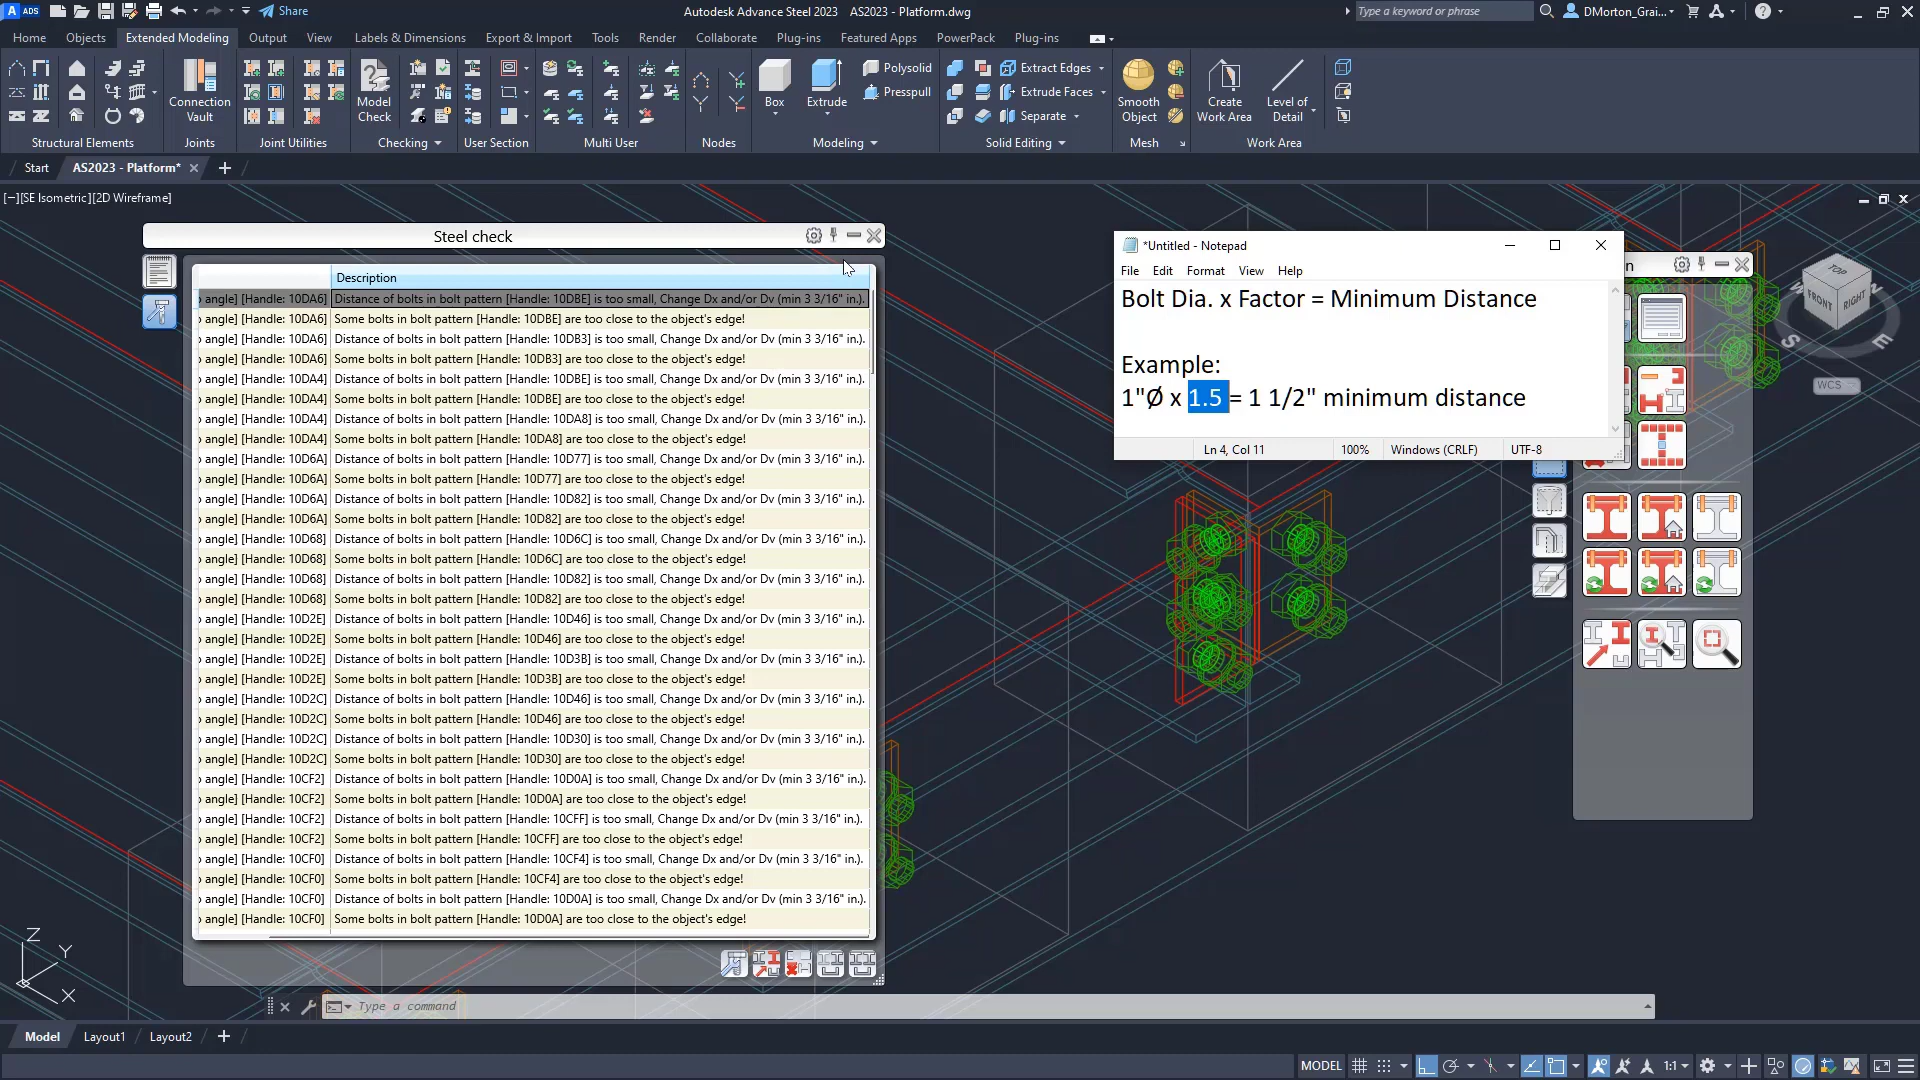 A ADS
Share
Autodesk Advance Steel 2023 AS2023 - Platform.dwg
Type a keyword or phrase
DMorton_Grai...
Home Objects Extended Modeling Output View Labels & Dimensions Export & Import Tools Render Collaborate Plug-ins Featured Apps PowerPack Plug-ins
Connection Vault
Model Check
Box
Extrude
Polysolid
Presspull
Extract Edges
Extrude Faces
Separate
Smooth Object
Create Work Area
Level of Detail
Structural Elements Joints Joint Utilities Checking User Section Multi User Nodes Modeling Solid Editing Mesh Work Area
Start AS2023 - Platform*
[−][SE Isometric][2D Wireframe]
Steel check
Description
angle] [Handle: 10DA6] Distance of bolts in bolt pattern [Handle: 10DBE] is too small, Change Dx and/or Dv (min 3 3/16" in.).
angle] [Handle: 10DA6] Some bolts in bolt pattern [Handle: 10DBE] are too close to the object's edge!
angle] [Handle: 10DA6] Distance of bolts in bolt pattern [Handle: 10DB3] is too small, Change Dx and/or Dv (min 3 3/16" in.).
angle] [Handle: 10DA6] Some bolts in bolt pattern [Handle: 10DB3] are too close to the object's edge!
angle] [Handle: 10DA4] Distance of bolts in bolt pattern [Handle: 10DBE] is too small, Change Dx and/or Dv (min 3 3/16" in.).
angle] [Handle: 10DA4] Some bolts in bolt pattern [Handle: 10DBE] are too close to the object's edge!
angle] [Handle: 10DA4] Distance of bolts in bolt pattern [Handle: 10DA8] is too small, Change Dx and/or Dv (min 3 3/16" in.).
angle] [Handle: 10DA4] Some bolts in bolt pattern [Handle: 10DA8] are too close to the object's edge!
angle] [Handle: 10D6A] Distance of bolts in bolt pattern [Handle: 10D77] is too small, Change Dx and/or Dv (min 3 3/16" in.).
angle] [Handle: 10D6A] Some bolts in bolt pattern [Handle: 10D77] are too close to the object's edge!
angle] [Handle: 10D6A] Distance of bolts in bolt pattern [Handle: 10D82] is too small, Change Dx and/or Dv (min 3 3/16" in.).
angle] [Handle: 10D6A] Some bolts in bolt pattern [Handle: 10D82] are too close to the object's edge!
angle] [Handle: 10D68] Distance of bolts in bolt pattern [Handle: 10D6C] is too small, Change Dx and/or Dv (min 3 3/16" in.).
angle] [Handle: 10D68] Some bolts in bolt pattern [Handle: 10D6C] are too close to the object's edge!
angle] [Handle: 10D68] Distance of bolts in bolt pattern [Handle: 10D82] is too small, Change Dx and/or Dv (min 3 3/16" in.).
angle] [Handle: 10D68] Some bolts in bolt pattern [Handle: 10D82] are too close to the object's edge!
angle] [Handle: 10D2E] Distance of bolts in bolt pattern [Handle: 10D46] is too small, Change Dx and/or Dv (min 3 3/16" in.).
angle] [Handle: 10D2E] Some bolts in bolt pattern [Handle: 10D46] are too close to the object's edge!
angle] [Handle: 10D2E] Distance of bolts in bolt pattern [Handle: 10D3B] is too small, Change Dx and/or Dv (min 3 3/16" in.).
angle] [Handle: 10D2E] Some bolts in bolt pattern [Handle: 10D3B] are too close to the object's edge!
angle] [Handle: 10D2C] Distance of bolts in bolt pattern [Handle: 10D46] is too small, Change Dx and/or Dv (min 3 3/16" in.).
angle] [Handle: 10D2C] Some bolts in bolt pattern [Handle: 10D46] are too close to the object's edge!
angle] [Handle: 10D2C] Distance of bolts in bolt pattern [Handle: 10D30] is too small, Change Dx and/or Dv (min 3 3/16" in.).
angle] [Handle: 10D2C] Some bolts in bolt pattern [Handle: 10D30] are too close to the object's edge!
angle] [Handle: 10CF2] Distance of bolts in bolt pattern [Handle: 10D0A] is too small, Change Dx and/or Dv (min 3 3/16" in.).
angle] [Handle: 10CF2] Some bolts in bolt pattern [Handle: 10D0A] are too close to the object's edge!
angle] [Handle: 10CF2] Distance of bolts in bolt pattern [Handle: 10CFF] is too small, Change Dx and/or Dv (min 3 3/16" in.).
angle] [Handle: 10CF2] Some bolts in bolt pattern [Handle: 10CFF] are too close to the object's edge!
angle] [Handle: 10CF0] Distance of bolts in bolt pattern [Handle: 10CF4] is too small, Change Dx and/or Dv (min 3 3/16" in.).
angle] [Handle: 10CF0] Some bolts in bolt pattern [Handle: 10CF4] are too close to the object's edge!
angle] [Handle: 10CF0] Distance of bolts in bolt pattern [Handle: 10D0A] is too small, Change Dx and/or Dv (min 3 3/16" in.).
angle] [Handle: 10CF0] Some bolts in bolt pattern [Handle: 10D0A] are too close to the object's edge!
*Untitled - Notepad
File Edit Format View Help
Bolt Dia. x Factor = Minimum Distance
Example:
1"Ø x 1.5 = 1 1/2" minimum distance
Ln 4, Col 11 100% Windows (CRLF) UTF-8
n
TOP
FRONT RIGHT
W S E
WCS
Z Y X
Type a command
Model Layout1 Layout2
MODEL 1:1